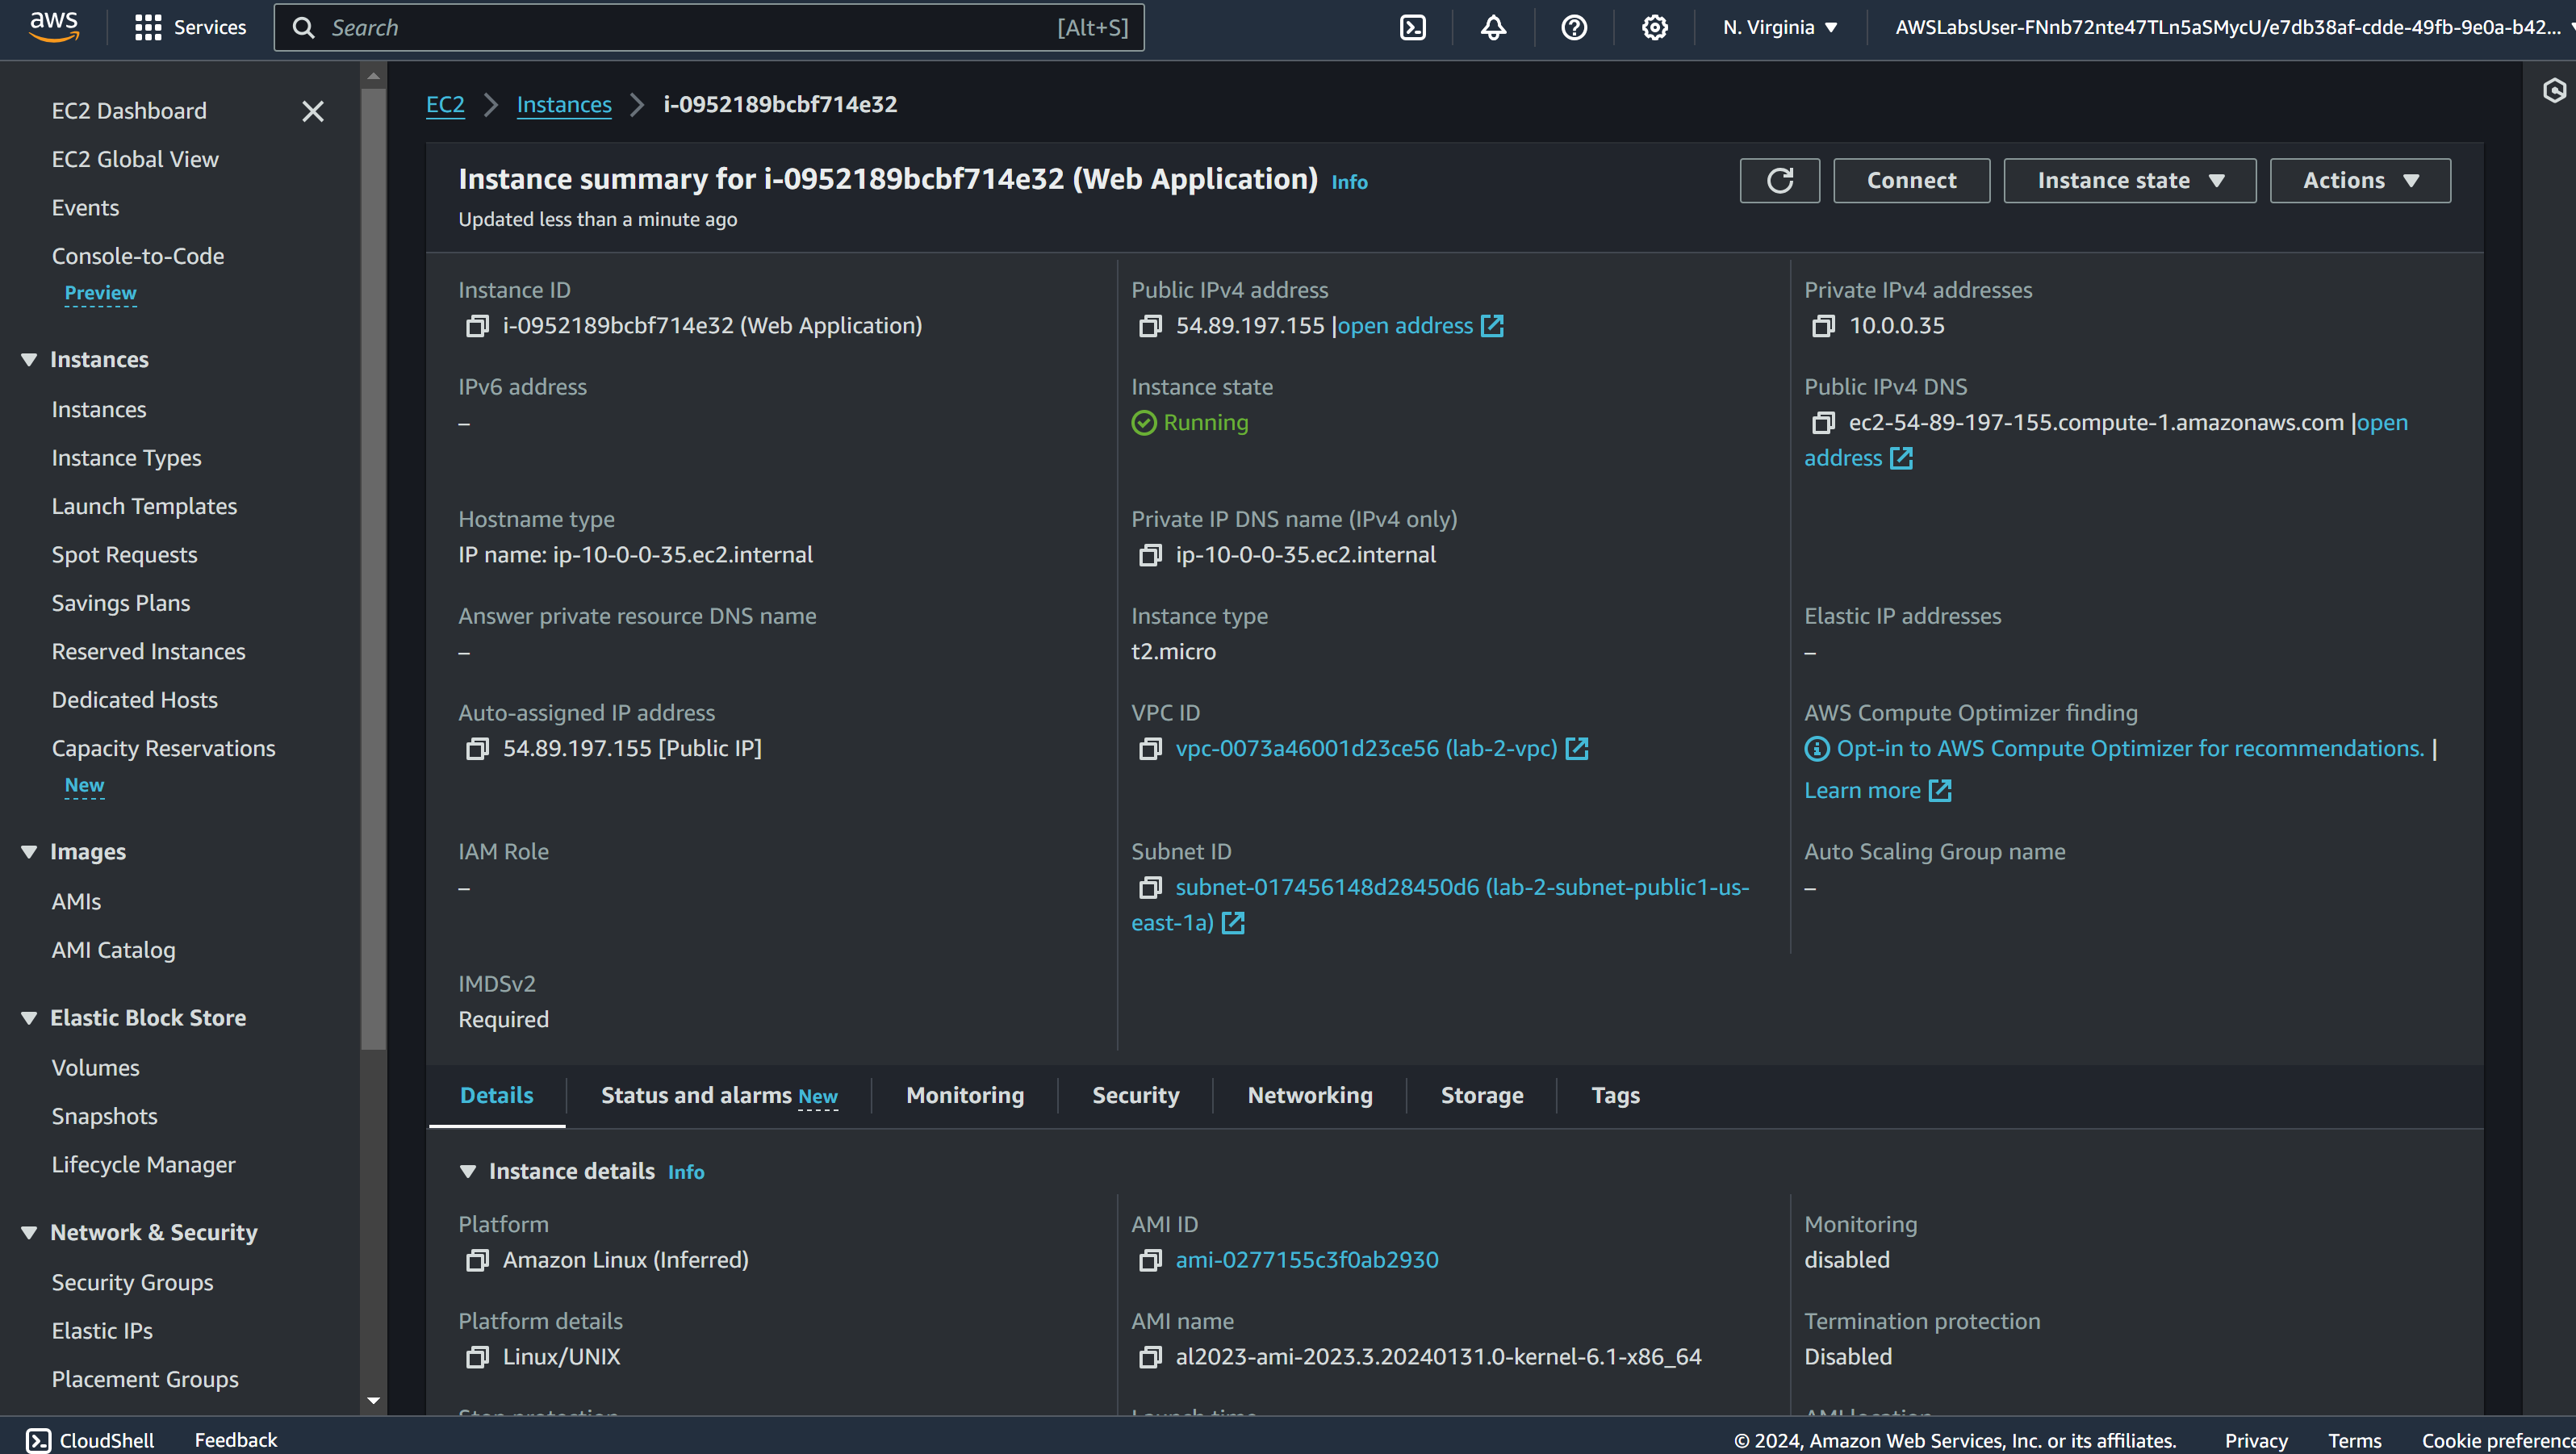 aws
Services
Search
[Alt+S]
N. Virginia
AWSLabsUser-FNnb72nte47TLn5aSMycU/e7db38af-cdde-49fb-9e0a-b42...
EC2 Dashboard
EC2 Global View
Events
Console-to-Code
Preview
Instances
Instances
Instance Types
Launch Templates
Spot Requests
Savings Plans
Reserved Instances
Dedicated Hosts
Capacity Reservations
New
Images
AMIs
AMI Catalog
Elastic Block Store
Volumes
Snapshots
Lifecycle Manager
Network & Security
Security Groups
Elastic IPs
Placement Groups
EC2
Instances
i-0952189bcbf714e32
Instance summary for i-0952189bcbf714e32 (Web Application) Info
Updated less than a minute ago
Connect
Instance state
Actions
Instance ID
i-0952189bcbf714e32 (Web Application)
Public IPv4 address
54.89.197.155 |open address
Private IPv4 addresses
10.0.0.35
IPv6 address
–
Instance state
Running
Public IPv4 DNS
ec2-54-89-197-155.compute-1.amazonaws.com |open
address
Hostname type
IP name: ip-10-0-0-35.ec2.internal
Private IP DNS name (IPv4 only)
ip-10-0-0-35.ec2.internal
Answer private resource DNS name
–
Instance type
t2.micro
Elastic IP addresses
–
Auto-assigned IP address
54.89.197.155 [Public IP]
VPC ID
vpc-0073a46001d23ce56 (lab-2-vpc)
AWS Compute Optimizer finding
Opt-in to AWS Compute Optimizer for recommendations. |
Learn more
IAM Role
–
Subnet ID
subnet-017456148d28450d6 (lab-2-subnet-public1-us-
east-1a)
Auto Scaling Group name
–
IMDSv2
Required
Details
Status and alarms New
Monitoring
Security
Networking
Storage
Tags
Instance details Info
Platform
Amazon Linux (Inferred)
AMI ID
ami-0277155c3f0ab2930
Monitoring
disabled
Platform details
Linux/UNIX
AMI name
al2023-ami-2023.3.20240131.0-kernel-6.1-x86_64
Termination protection
Disabled
Stop protection
Launch time
AMI location
CloudShell
Feedback
© 2024, Amazon Web Services, Inc. or its affiliates.
Privacy
Terms
Cookie preferenc